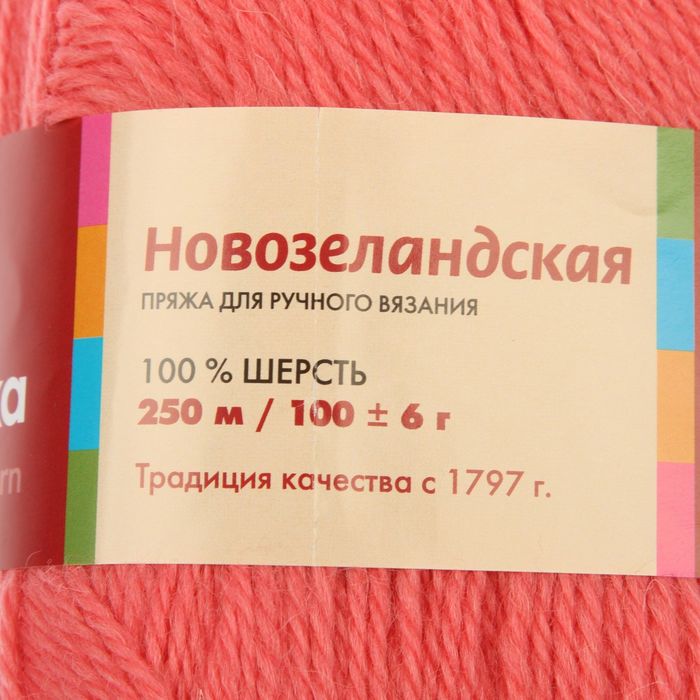 Новозеландская
ПРЯЖА ДЛЯ РУЧНОГО ВЯЗАНИЯ
100 % ШЕРСТЬ
250 м / 100 ± 6 г
Традиция качества с 1797 г.